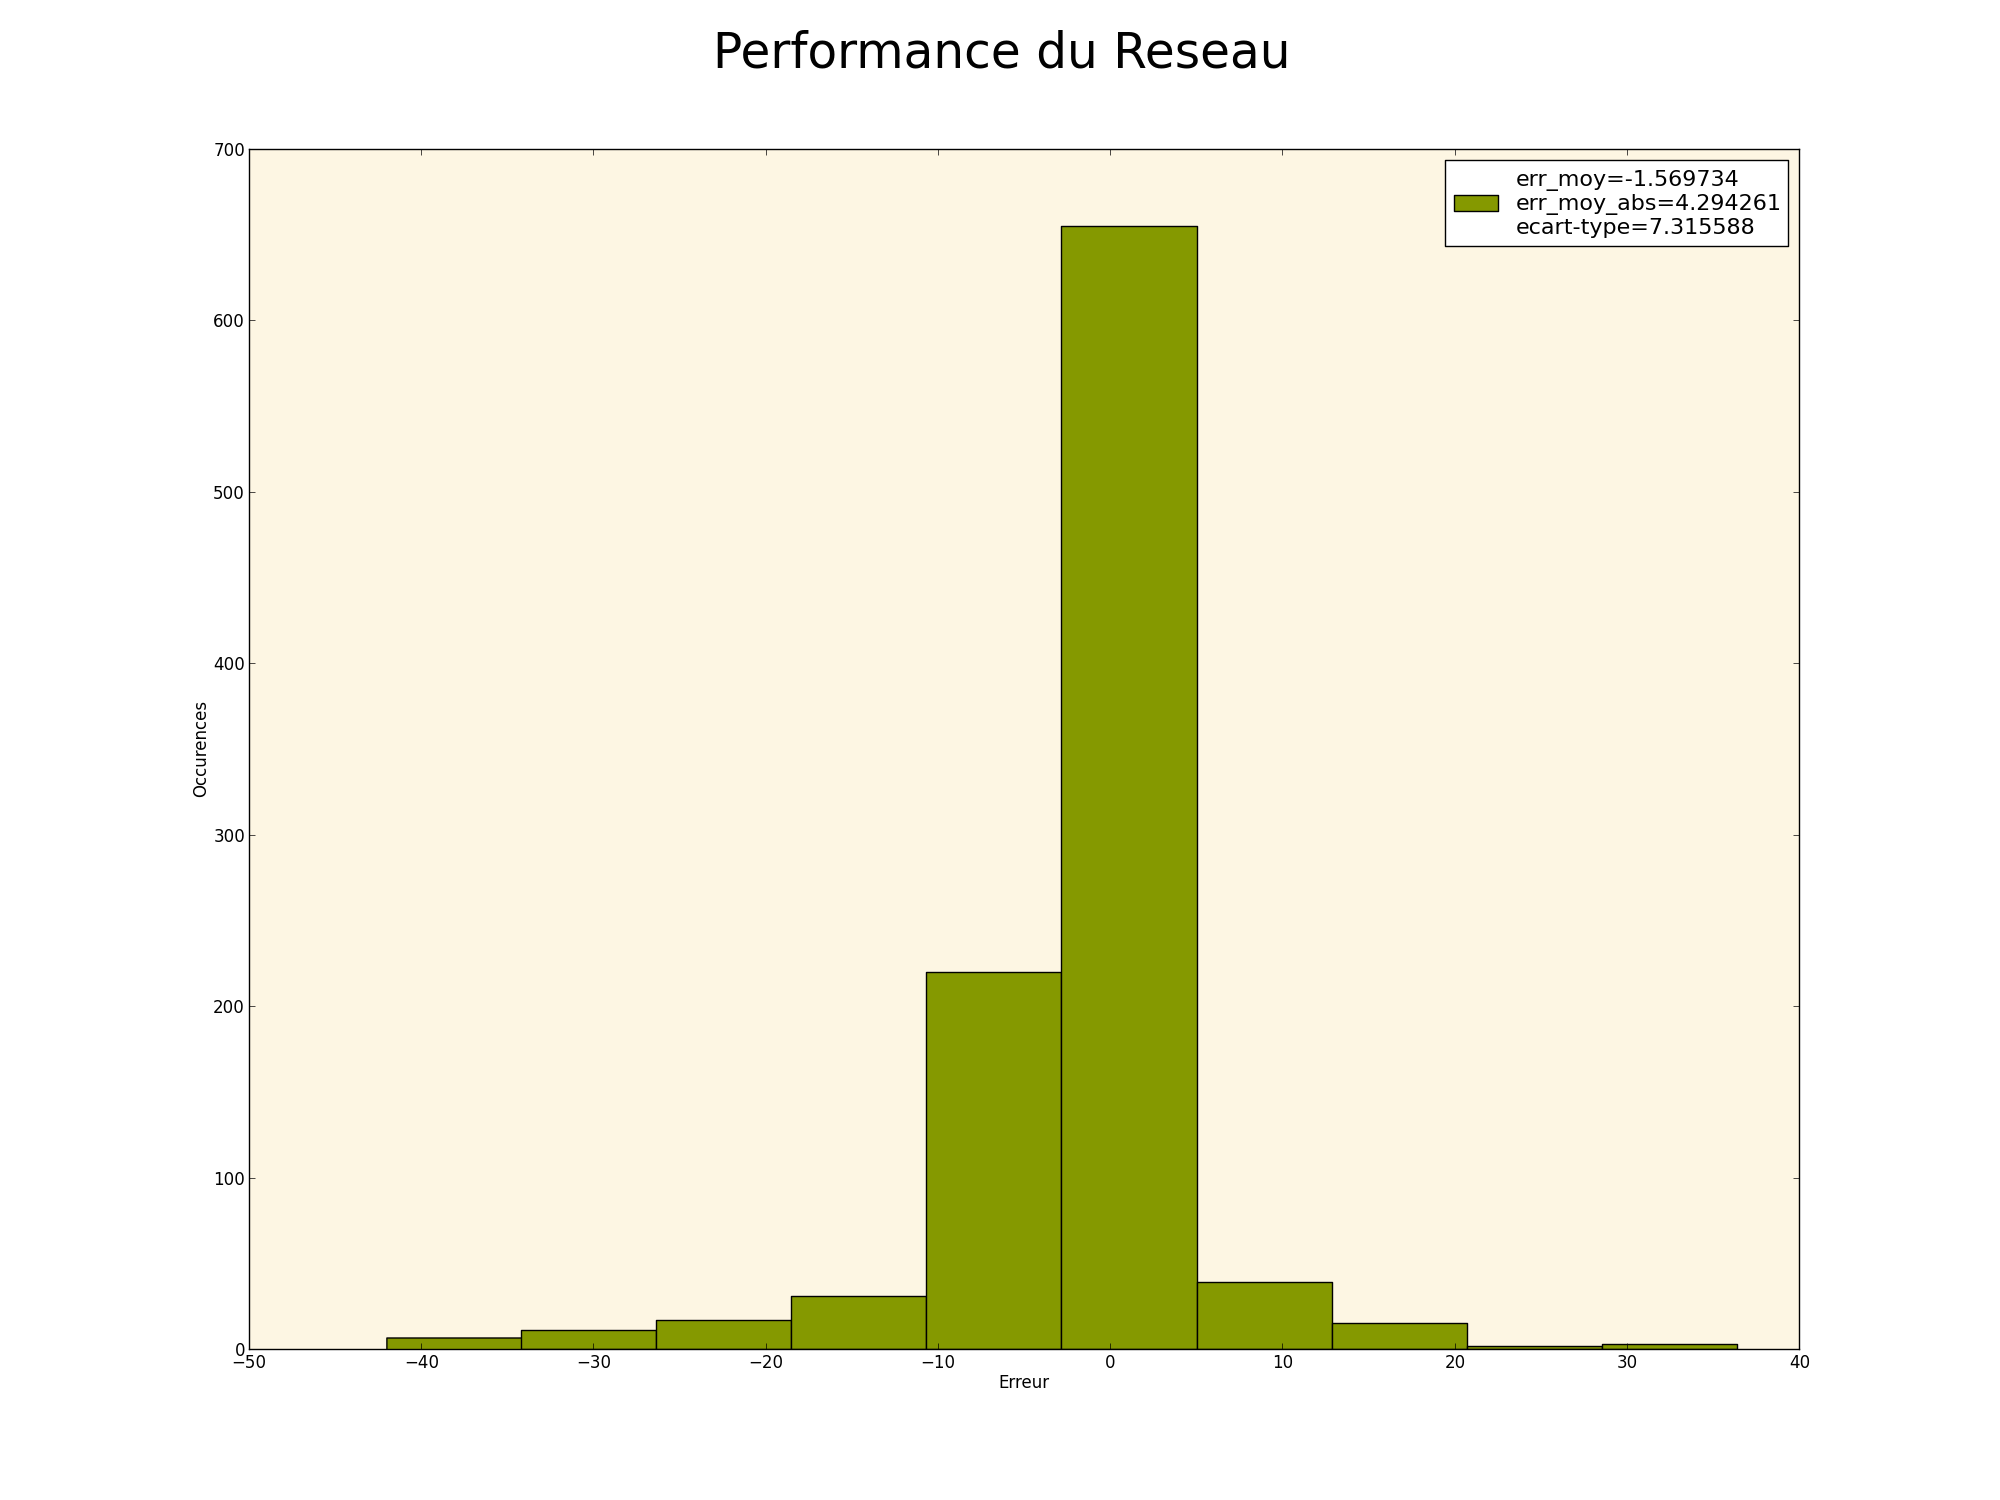 Performance du Reseau
err_moy=-1.569734
err_moy_abs=4.294261
ecart-type=7.315588
700
600
500
400
300
200
100
0
Occurences
−50 −40 −30 −20 −10 0 10 20 30 40
Erreur